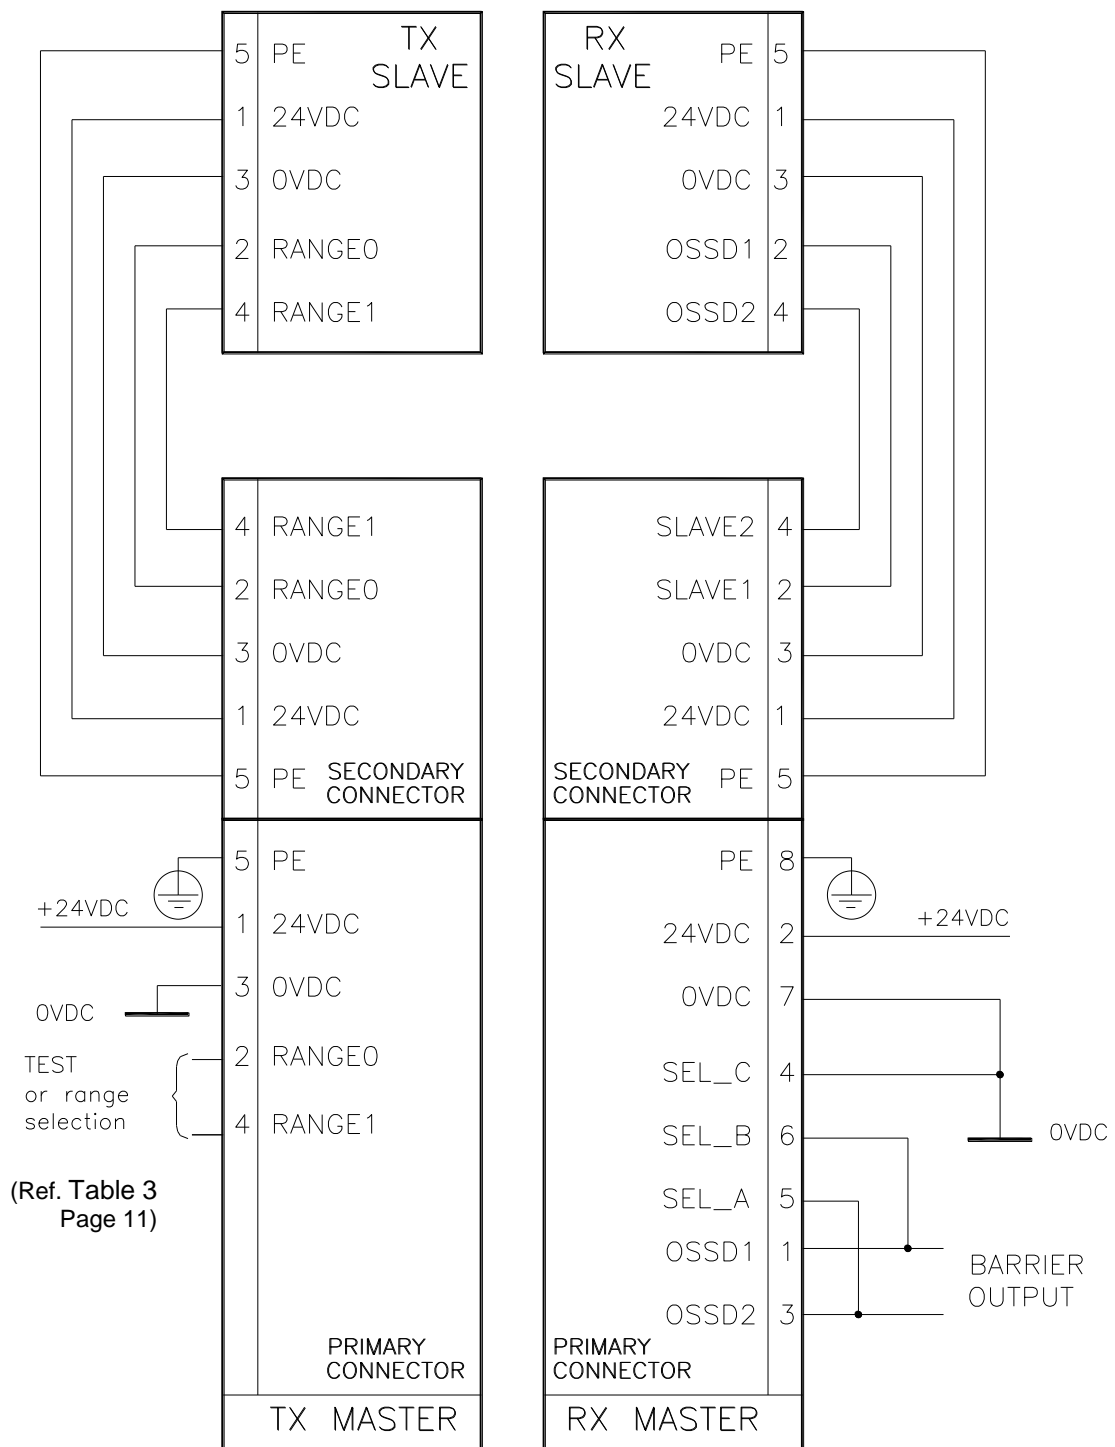 TX
SLAVE
5 PE
1 24VDC
3 0VDC
2 RANGE0
4 RANGE1
RX
SLAVE
PE 5
24VDC 1
0VDC 3
OSSD1 2
OSSD2 4
4 RANGE1
2 RANGE0
3 0VDC
1 24VDC
5 PE
SECONDARY
CONNECTOR
SLAVE2 4
SLAVE1 2
0VDC 3
24VDC 1
PE 5
SECONDARY
CONNECTOR
5 PE
+24VDC
1 24VDC
3 0VDC
0VDC
2 RANGE0
4 RANGE1
TEST
or range
selection
(Ref. Table 3
Page 11)
PRIMARY
CONNECTOR
TX MASTER
PE 8
+24VDC
24VDC 2
0VDC 7
SEL_C 4
SEL_B 6
0VDC
SEL_A 5
OSSD1 1
OSSD2 3
BARRIER
OUTPUT
PRIMARY
CONNECTOR
RX MASTER